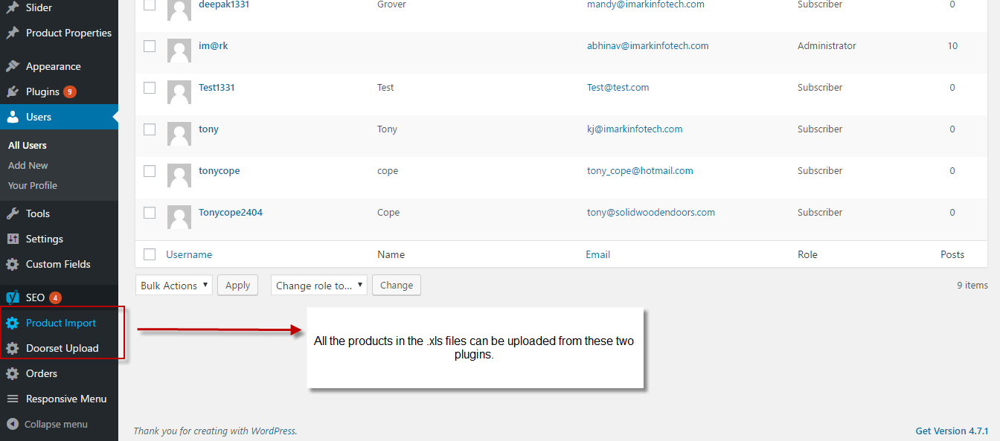 Slider
Product Properties
Appearance
Plugins 9
Users
All Users
Add New
Your Profile
Tools
Settings
Custom Fields
SEO 4
Product Import
Doorset Upload
Orders
Responsive Menu
Collapse menu
deepak1331 Grover mandy@imarkinfotech.com Subscriber 0
im@rk abhinav@imarkinfotech.com Administrator 10
Test1331 Test Test@test.com Subscriber 0
tony Tony kj@imarkinfotech.com Subscriber 0
tonycope cope tony_cope@hotmail.com Subscriber 0
Tonycope2404 Cope tony@solidwoodendoors.com Subscriber 0
Username Name Email Role Posts
Bulk Actions Apply Change role to... Change 9 items
All the products in the .xls files can be uploaded from these two
plugins.
Thank you for creating with WordPress. Get Version 4.7.1